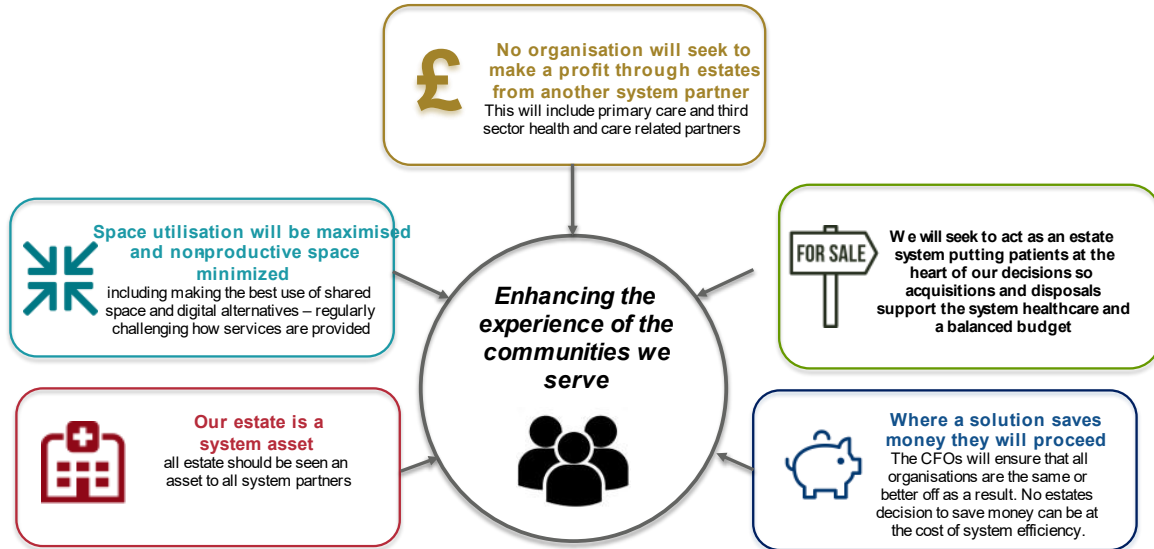 £
No organisation will seek to
make a profit through estates
from another system partner
This will include primary care and third
sector health and care related partners
Space utilisation will be maximised
and nonproductive space
minimized
including making the best use of shared
space and digital alternatives – regularly
challenging how services are provided
FOR SALE
We will seek to act as an estate
system putting patients at the
heart of our decisions so
acquisitions and disposals
support the system healthcare and
a balanced budget
Enhancing the
experience of the
communities we
serve
Our estate is a
system asset
all estate should be seen an
asset to all system partners
Where a solution saves
money they will proceed
The CFOs will ensure that all
organisations are the same or
better off as a result. No estates
decision to save money can be at
the cost of system efficiency.